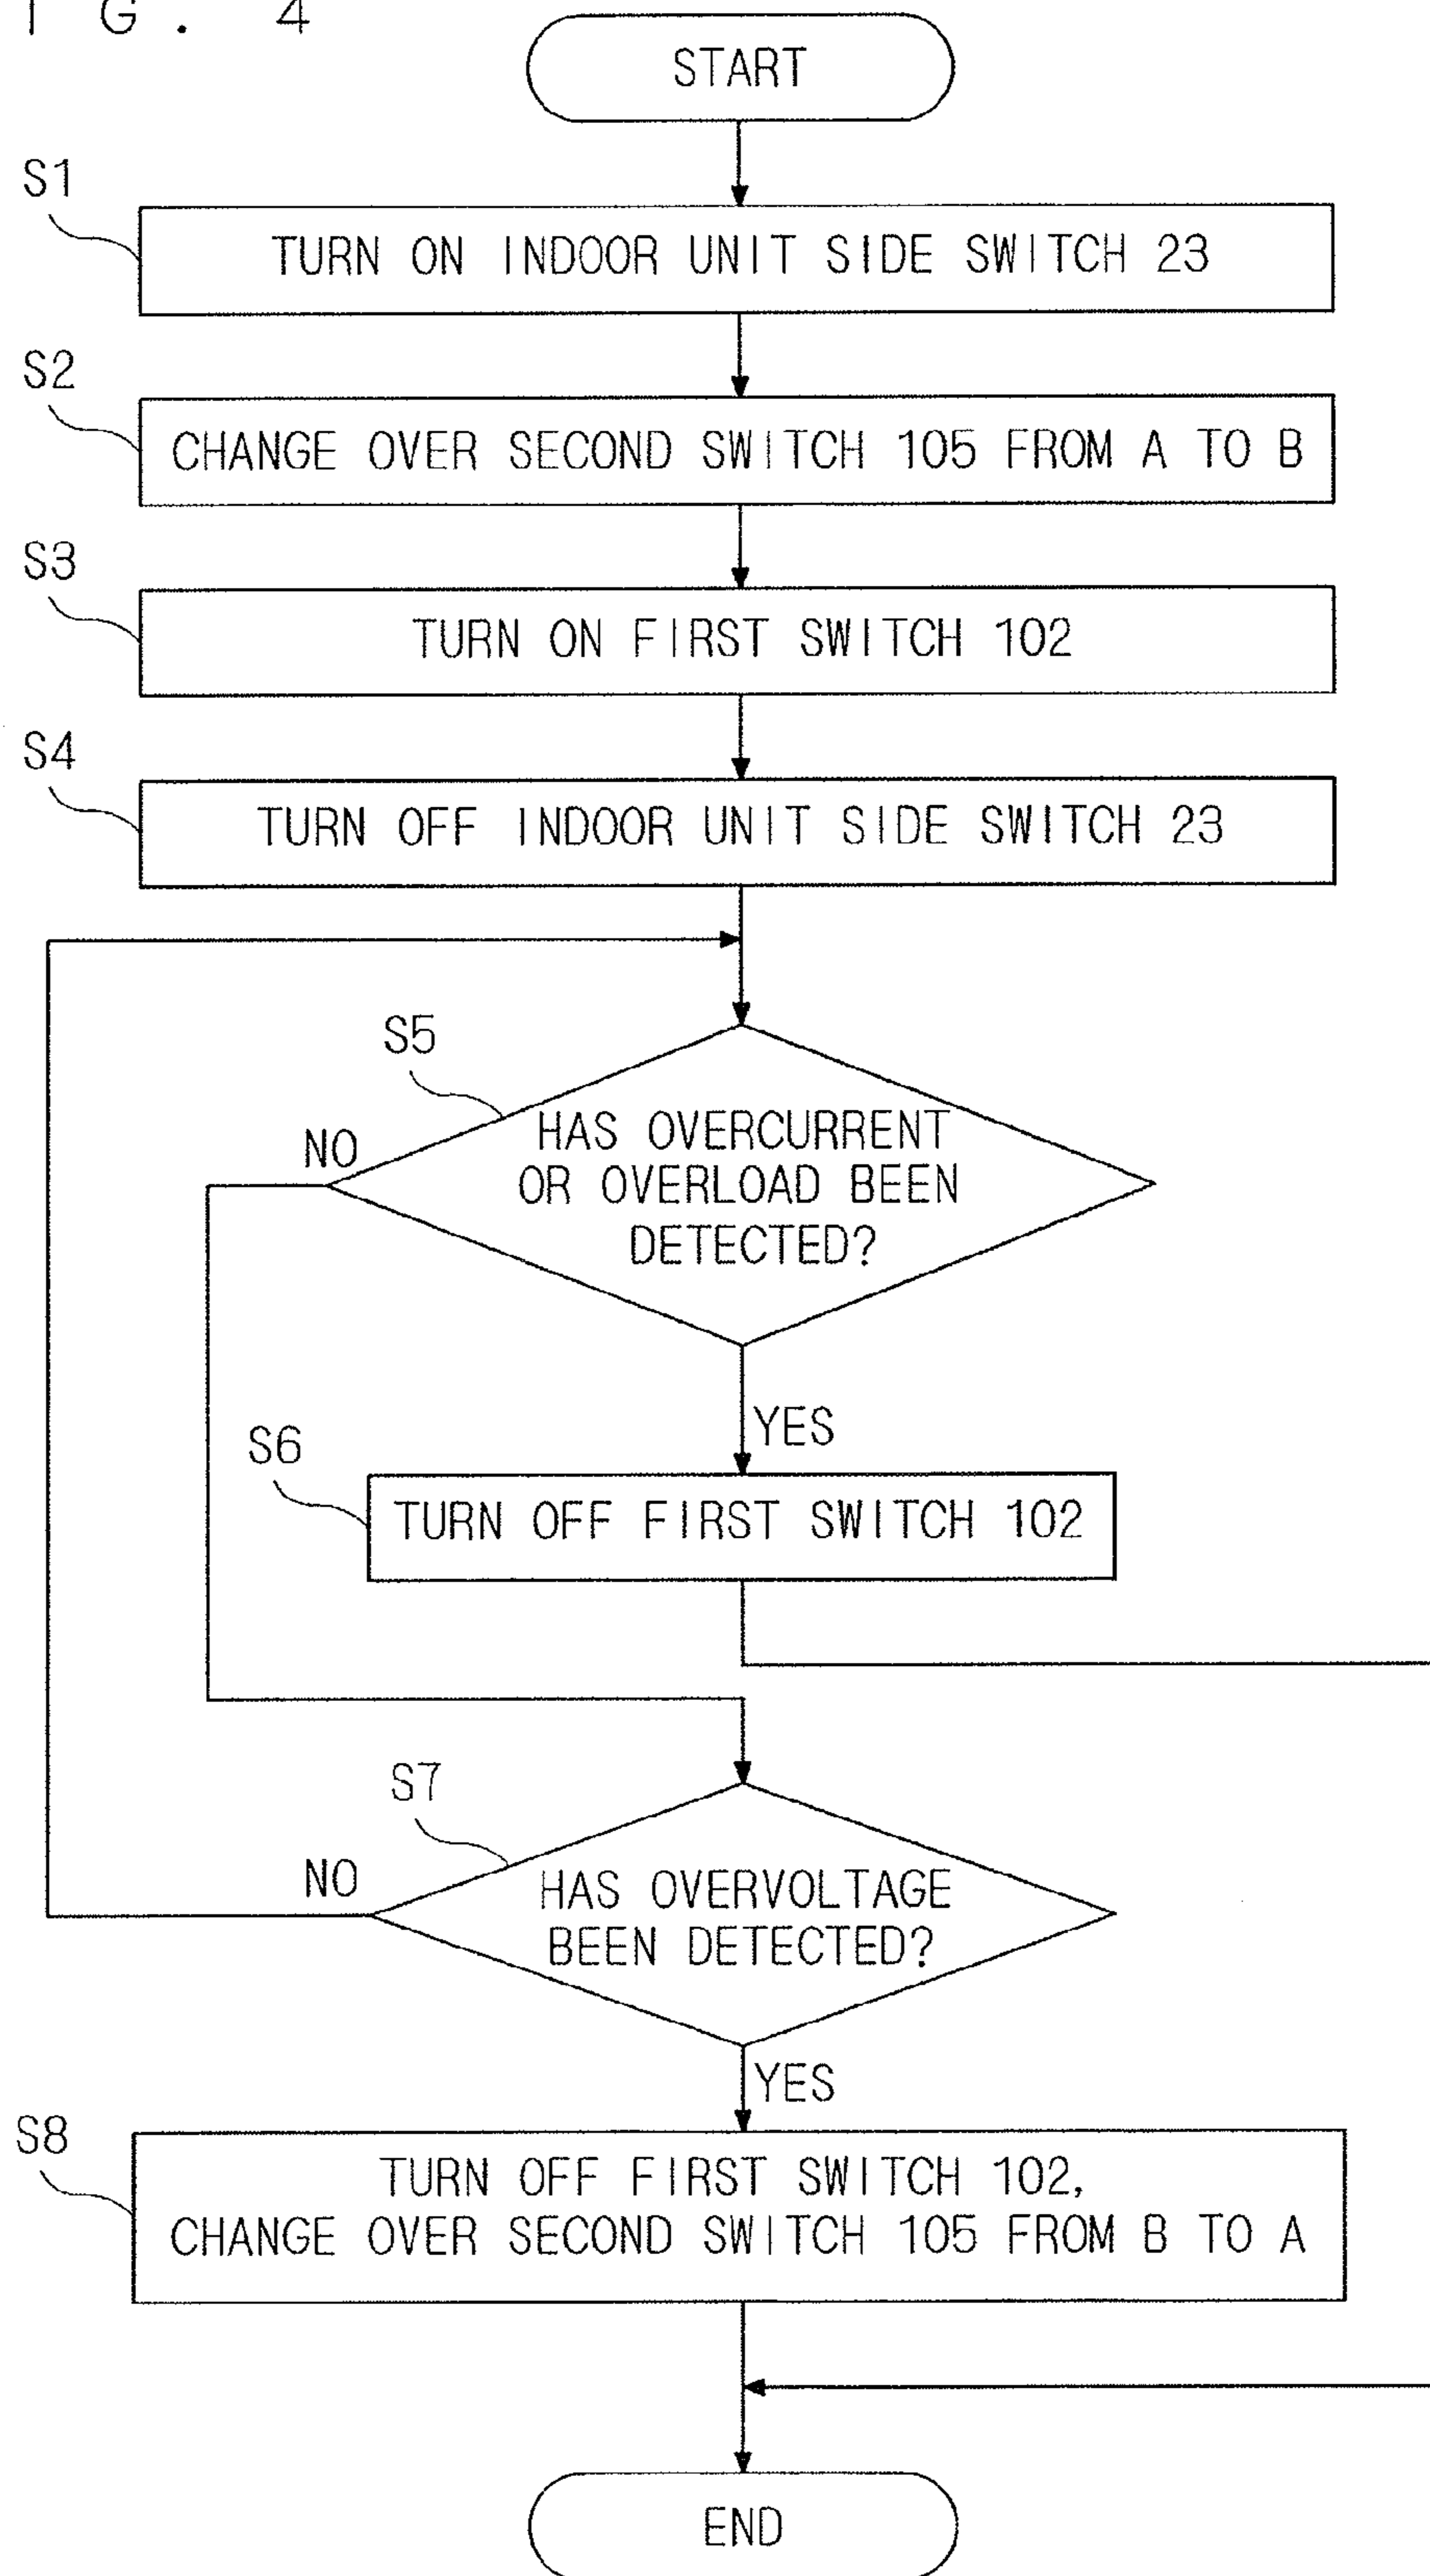 I G. 4
START
S1
TURN ON INDOOR UNIT SIDE SWITCH 23
S2
CHANGE OVER SECOND SWITCH 105 FROM A TO B
S3
TURN ON FIRST SWITCH 102
S4
TURN OFF INDOOR UNIT SIDE SWITCH 23
S5
NO
HAS OVERCURRENT
OR OVERLOAD BEEN
DETECTED?
YES
S6
TURN OFF FIRST SWITCH 102
S7
NO
HAS OVERVOLTAGE
BEEN DETECTED?
YES
S8
TURN OFF FIRST SWITCH 102,
CHANGE OVER SECOND SWITCH 105 FROM B TO A
END